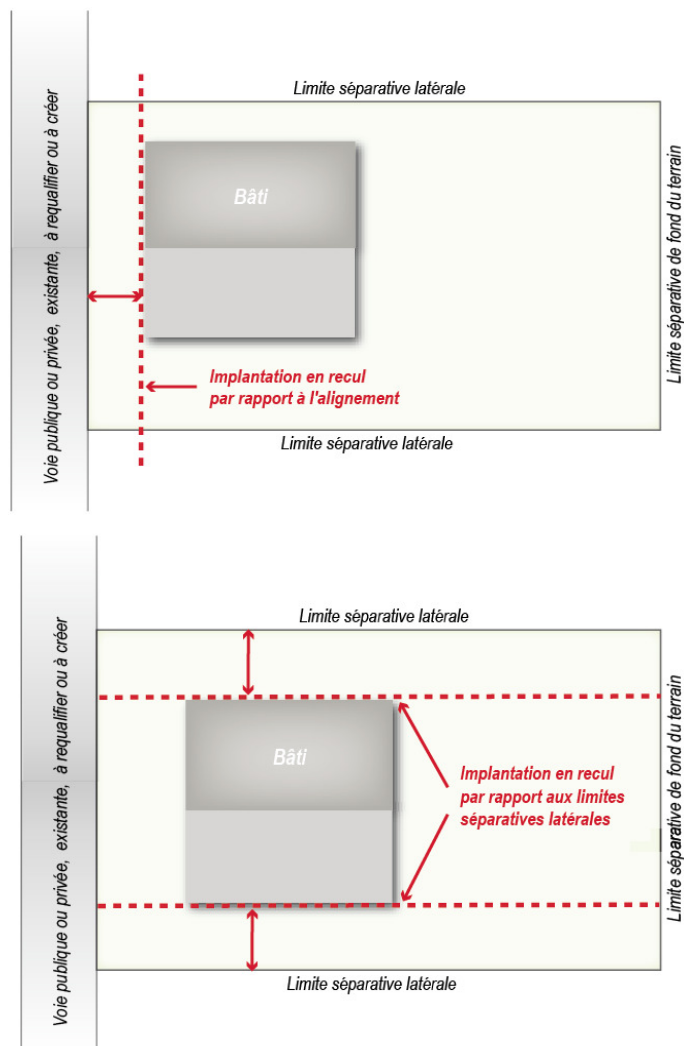 Limite séparative latérale
Voie publique ou privée, existante, à requalifier ou à créer
Bâti
Limite séparative de fond du terrain
Implantation en recul
par rapport à l'alignement
Limite séparative latérale
Limite séparative latérale
Voie publique ou privée, existante, à requalifier ou à créer
Bâti
Implantation en recul
par rapport aux limites
séparatives latérales
Limite séparative de fond du terrain
Limite séparative latérale